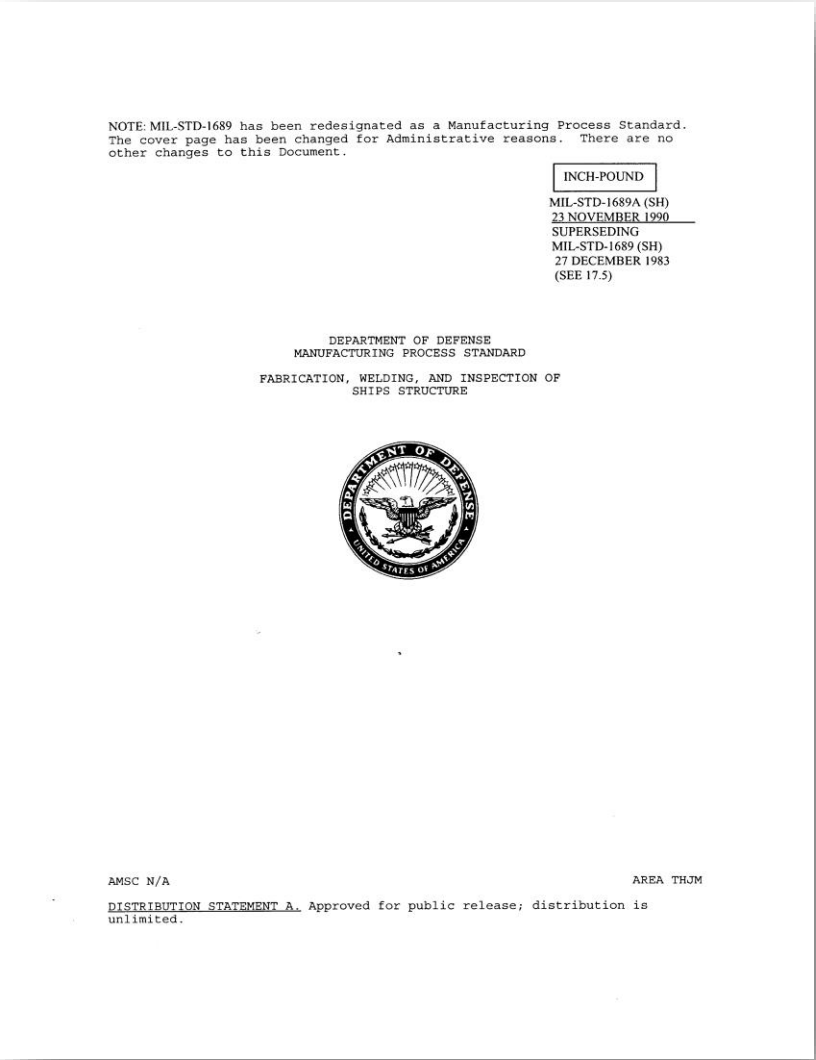 NOTE: MIL-STD-1689 has been redesignated as a Manufacturing Process Standard.
The cover page has been changed for Administrative reasons. There are no
other changes to this Document.
INCH-POUND
MIL-STD-1689A (SH)
23 NOVEMBER 1990
SUPERSEDING
MIL-STD-1689 (SH)
27 DECEMBER 1983
(SEE 17.5)
DEPARTMENT OF DEFENSE
MANUFACTURING PROCESS STANDARD
FABRICATION, WELDING, AND INSPECTION OF
SHIPS STRUCTURE
DEPARTMENT OF DEFENSE
UNITED STATES OF AMERICA
AMSC N/A
AREA THJM
DISTRIBUTION STATEMENT A. Approved for public release; distribution is
unlimited.